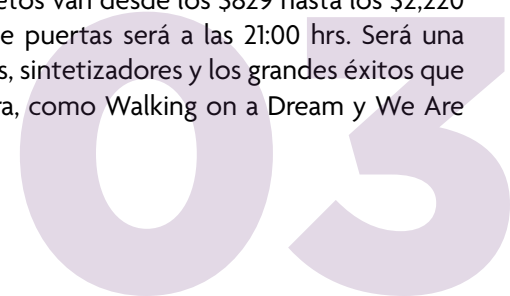 etos van desde los $829 hasta los $2,220
e puertas será a las 21:00 hrs. Será una
s, sintetizadores y los grandes éxitos que
ra, como Walking on a Dream y We Are
03